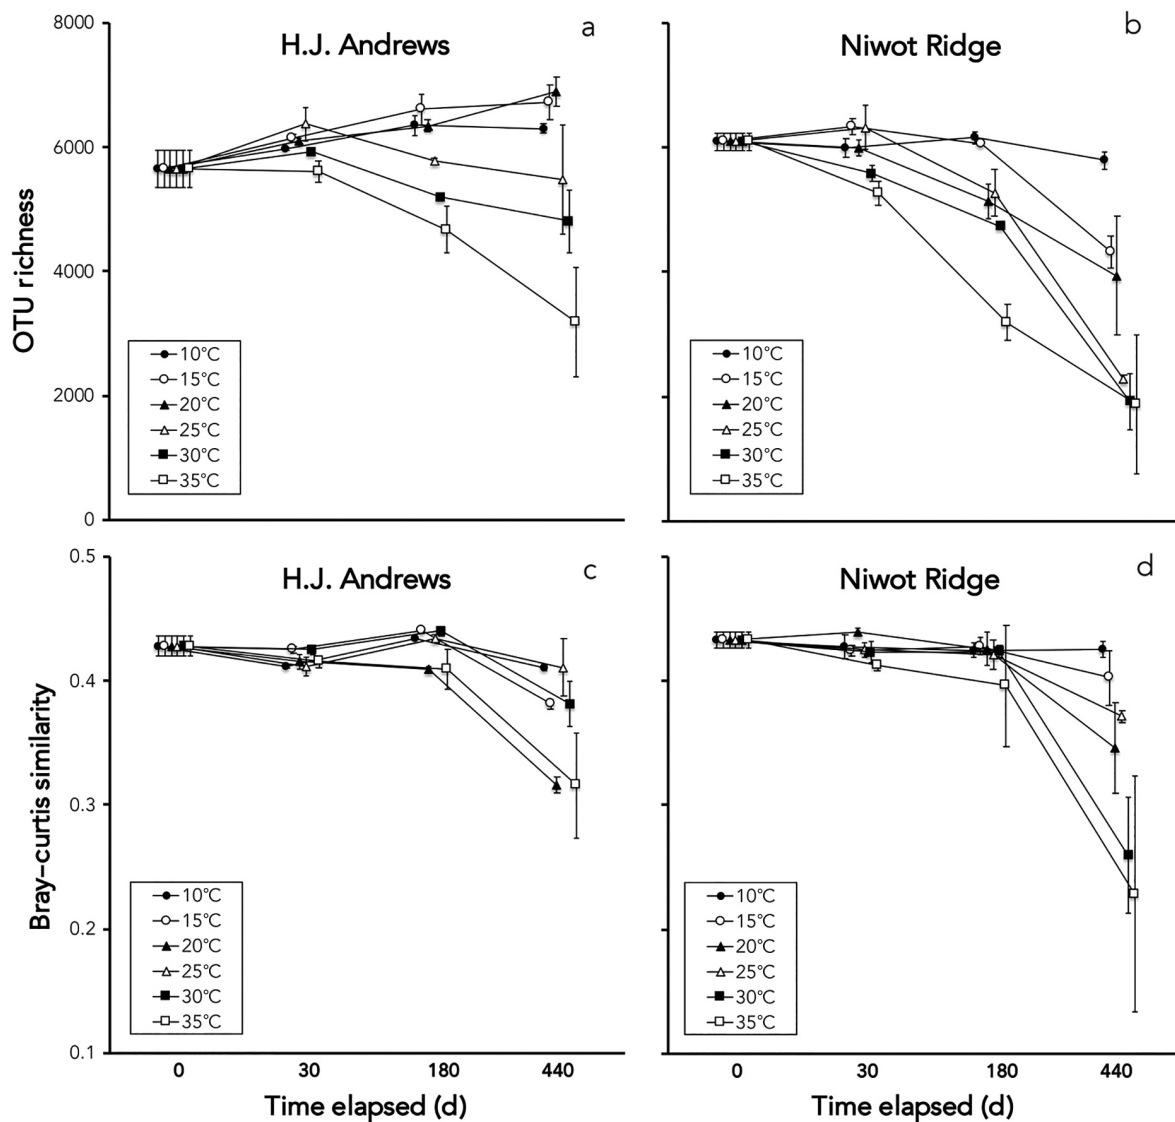 8000
6000
4000
2000
0
OTU richness
H.J. Andrews
a
10°C
15°C
20°C
25°C
30°C
35°C
Niwot Ridge
b
10°C
15°C
20°C
25°C
30°C
35°C
0.5
0.4
0.3
0.2
0.1
Bray–curtis similarity
H.J. Andrews
c
10°C
15°C
20°C
25°C
30°C
35°C
0
30
180
440
Time elapsed (d)
Niwot Ridge
d
10°C
15°C
20°C
25°C
30°C
35°C
0
30
180
440
Time elapsed (d)